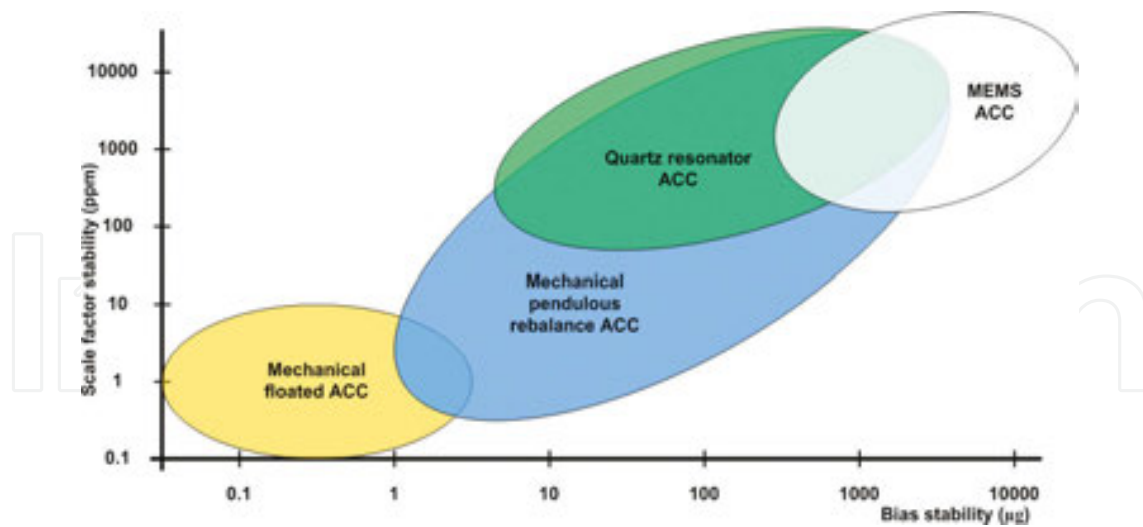 10000
1000
100
10
1
0.1
Scale factor stability (ppm)
MEMS
ACC
Quartz resonator
ACC
Mechanical
pendulous
rebalance ACC
Mechanical
floated ACC
0.1
1
10
100
1000
10000
Bias stability (µg)